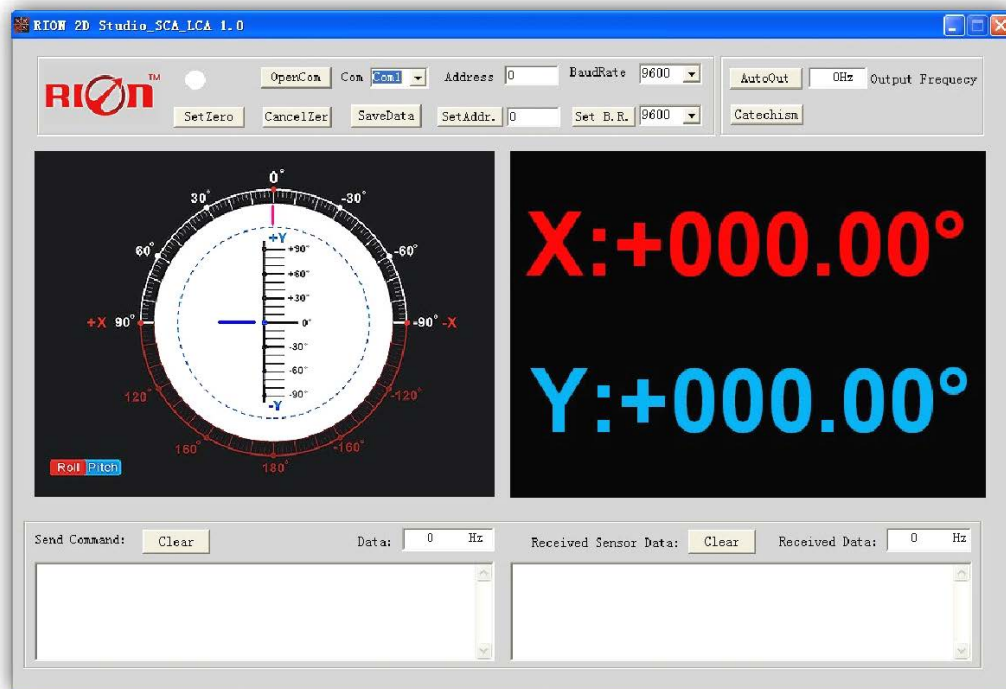 RION 2D Studio_SCA_LCA 1.0
RION TM
OpenCom Com Com1 Address 0 BaudRate 9600
SetZero CancelZer SaveData SetAddr. 0 Set B.R. 9600
AutoOut 0Hz Output Frequecy
Catechism
0°
30° -30°
60° -60°
+Y
+90°
+60°
+30°
+X 90° 0° -90° -X
-30°
-60°
-90°
-Y
120° -120°
160° -160°
180°
Roll Pitch
X:+000.00°
Y:+000.00°
Send Command: Clear Data: 0 Hz
Received Sensor Data: Clear Received Data: 0 Hz